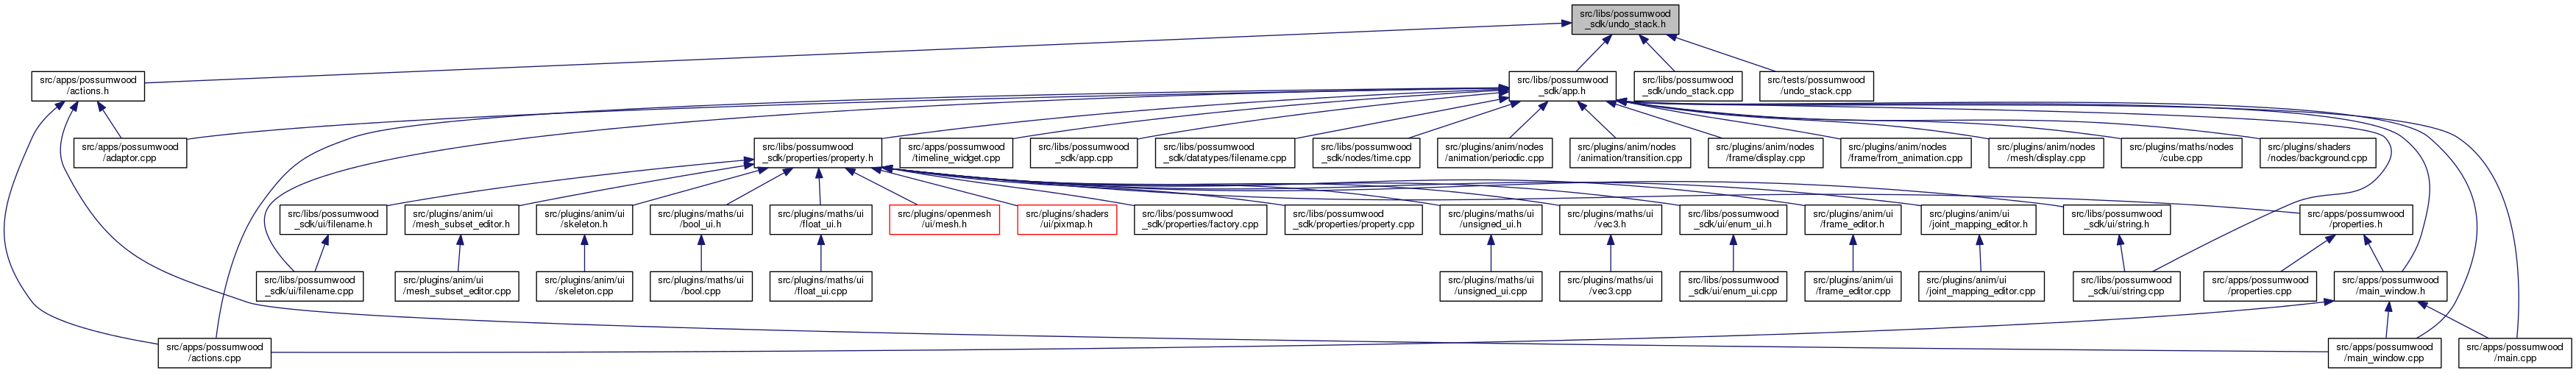 src/libs/possumwood
_sdk/undo_stack.h
src/apps/possumwood
/actions.h
src/libs/possumwood
_sdk/app.h
src/libs/possumwood
_sdk/undo_stack.cpp
src/tests/possumwood
/undo_stack.cpp
src/apps/possumwood
/adaptor.cpp
src/libs/possumwood
_sdk/properties/property.h
src/apps/possumwood
/timeline_widget.cpp
src/libs/possumwood
_sdk/app.cpp
src/libs/possumwood
_sdk/datatypes/filename.cpp
src/libs/possumwood
_sdk/nodes/time.cpp
src/plugins/anim/nodes
/animation/periodic.cpp
src/plugins/anim/nodes
/animation/transition.cpp
src/plugins/anim/nodes
/frame/display.cpp
src/plugins/anim/nodes
/frame/from_animation.cpp
src/plugins/anim/nodes
/mesh/display.cpp
src/plugins/maths/nodes
/cube.cpp
src/plugins/shaders
/nodes/background.cpp
src/libs/possumwood
_sdk/ui/filename.h
src/plugins/anim/ui
/mesh_subset_editor.h
src/plugins/anim/ui
/skeleton.h
src/plugins/maths/ui
/bool_ui.h
src/plugins/maths/ui
/float_ui.h
src/plugins/openmesh
/ui/mesh.h
src/plugins/shaders
/ui/pixmap.h
src/libs/possumwood
_sdk/properties/factory.cpp
src/libs/possumwood
_sdk/properties/property.cpp
src/plugins/maths/ui
/unsigned_ui.h
src/plugins/maths/ui
/vec3.h
src/libs/possumwood
_sdk/ui/enum_ui.h
src/plugins/anim/ui
/frame_editor.h
src/plugins/anim/ui
/joint_mapping_editor.h
src/libs/possumwood
_sdk/ui/string.h
src/apps/possumwood
/properties.h
src/libs/possumwood
_sdk/ui/filename.cpp
src/plugins/anim/ui
/mesh_subset_editor.cpp
src/plugins/anim/ui
/skeleton.cpp
src/plugins/maths/ui
/bool.cpp
src/plugins/maths/ui
/float_ui.cpp
src/plugins/maths/ui
/unsigned_ui.cpp
src/plugins/maths/ui
/vec3.cpp
src/libs/possumwood
_sdk/ui/enum_ui.cpp
src/plugins/anim/ui
/frame_editor.cpp
src/plugins/anim/ui
/joint_mapping_editor.cpp
src/libs/possumwood
_sdk/ui/string.cpp
src/apps/possumwood
/properties.cpp
src/apps/possumwood
/main_window.h
src/apps/possumwood
/actions.cpp
src/apps/possumwood
/main_window.cpp
src/apps/possumwood
/main.cpp